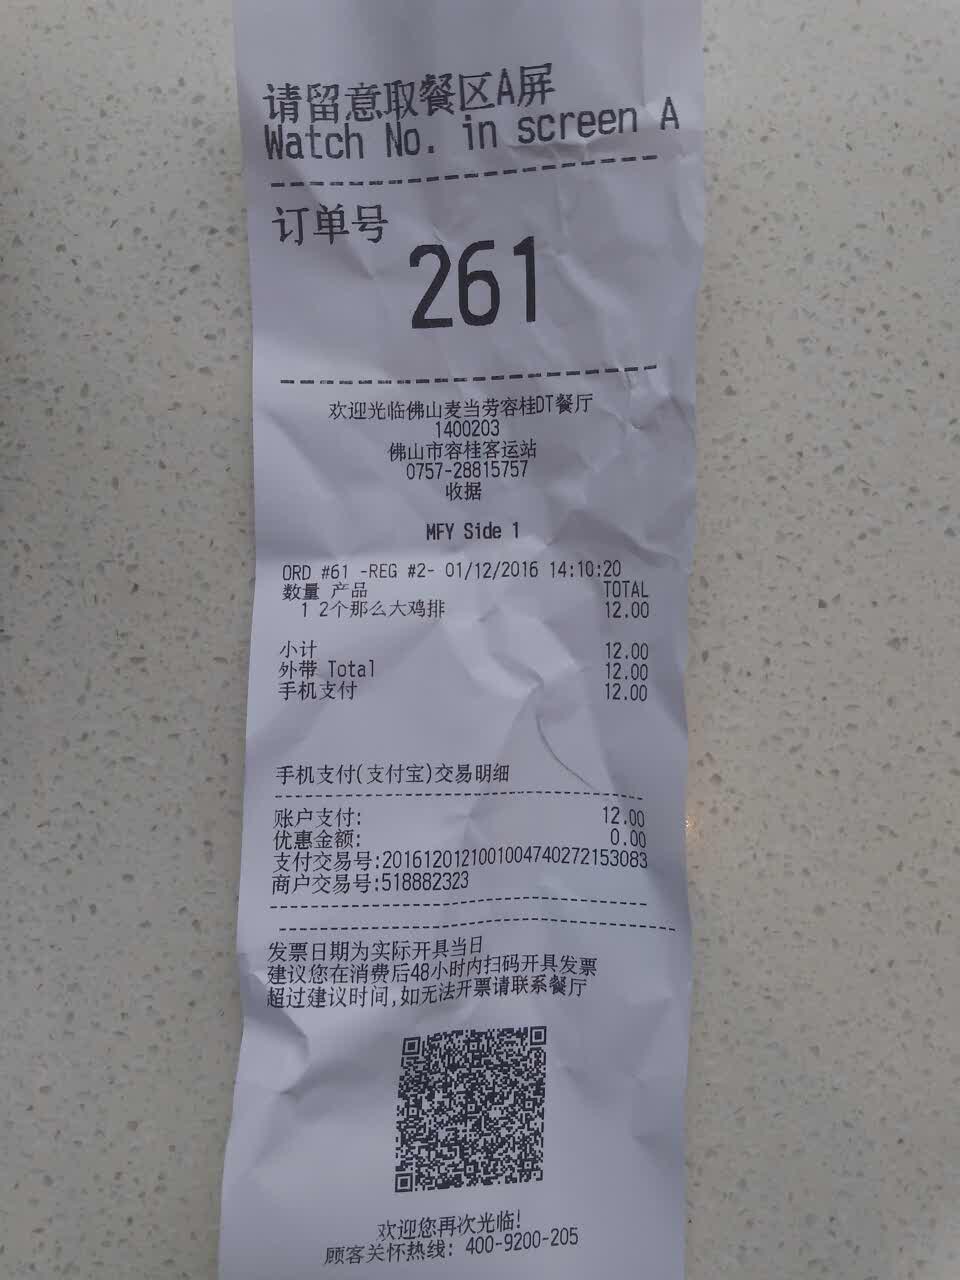 请留意取餐区A屏
Watch No. in screen A
订单号
261
欢迎光临佛山麦当劳容桂DT餐厅
1400203
佛山市容桂客运站
0757-28815757
收据
MFY Side 1
ORD #61 -REG #2- 01/12/2016 14:10:20
数量 产品 TOTAL
1 2个那么大鸡排 12.00
小计 12.00
外带 Total 12.00
手机支付 12.00
手机支付(支付宝)交易明细
账户支付: 12.00
优惠金额: 0.00
支付交易号:2016120121001004740272153083
商户交易号:518882323
发票日期为实际开具当日
建议您在消费后48小时内扫码开具发票
超过建议时间,如无法开票请联系餐厅
欢迎您再次光临!
顾客关怀热线: 400-9200-205